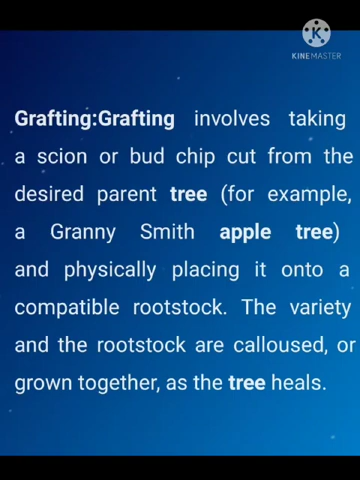 KINEMASTER
Grafting:Grafting involves taking
a scion or bud chip cut from the
desired parent tree (for example,
a Granny Smith apple tree)
and physically placing it onto a
compatible rootstock. The variety
and the rootstock are calloused, or
grown together, as the tree heals.